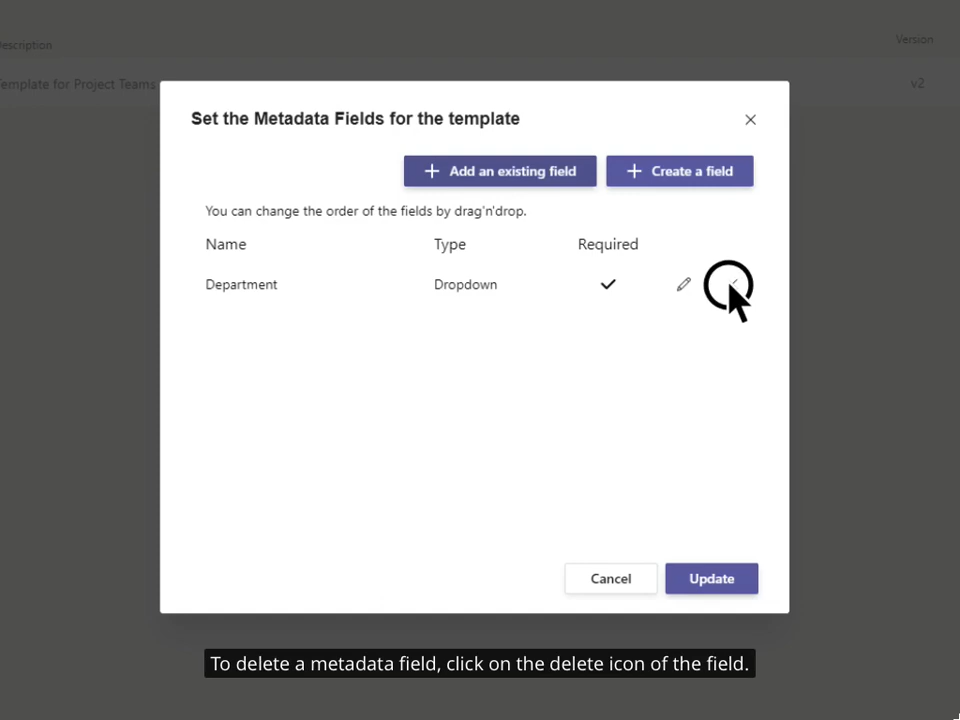 Description
Version
Template for Project Teams
v2
Set the Metadata Fields for the template
Add an existing field
Create a field
You can change the order of the fields by drag'n'drop.
Name Type Required
Department Dropdown
Cancel
Update
To delete a metadata field, click on the delete icon of the field.